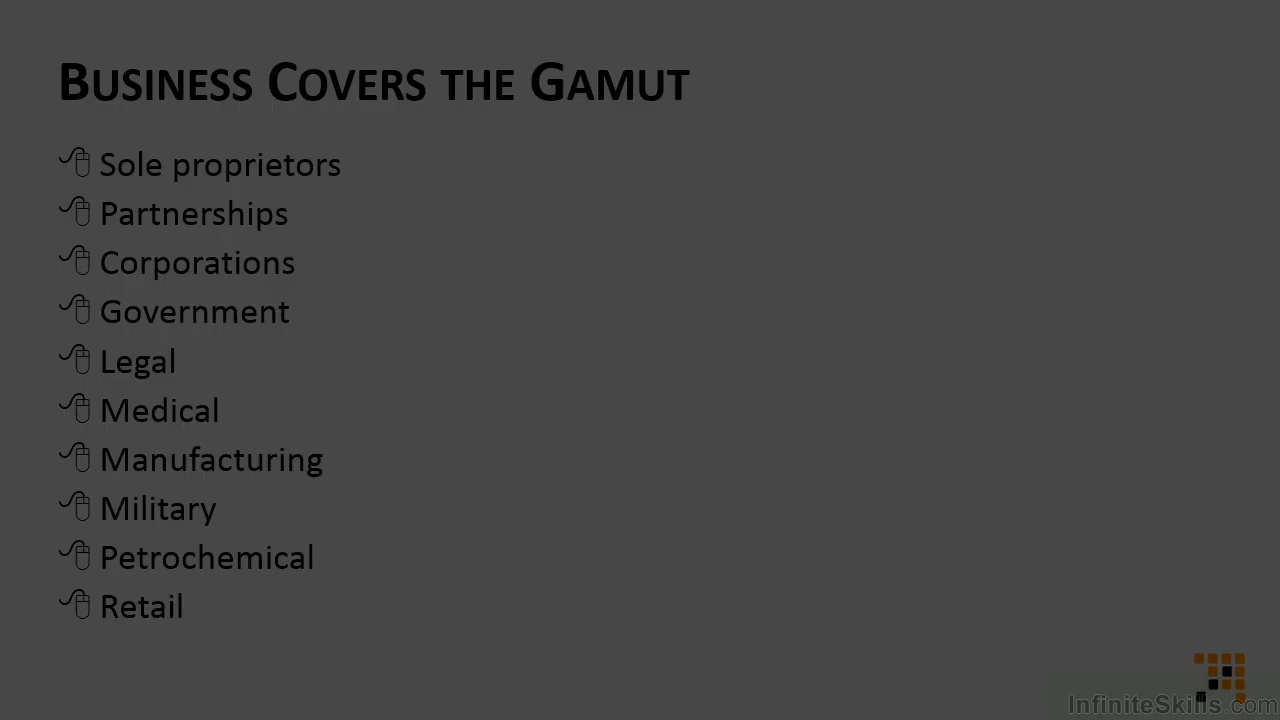 Business Covers the Gamut
Sole proprietors
Partnerships
Corporations
Government
Legal
Medical
Manufacturing
Military
Petrochemical
Retail
InfiniteSkills.com